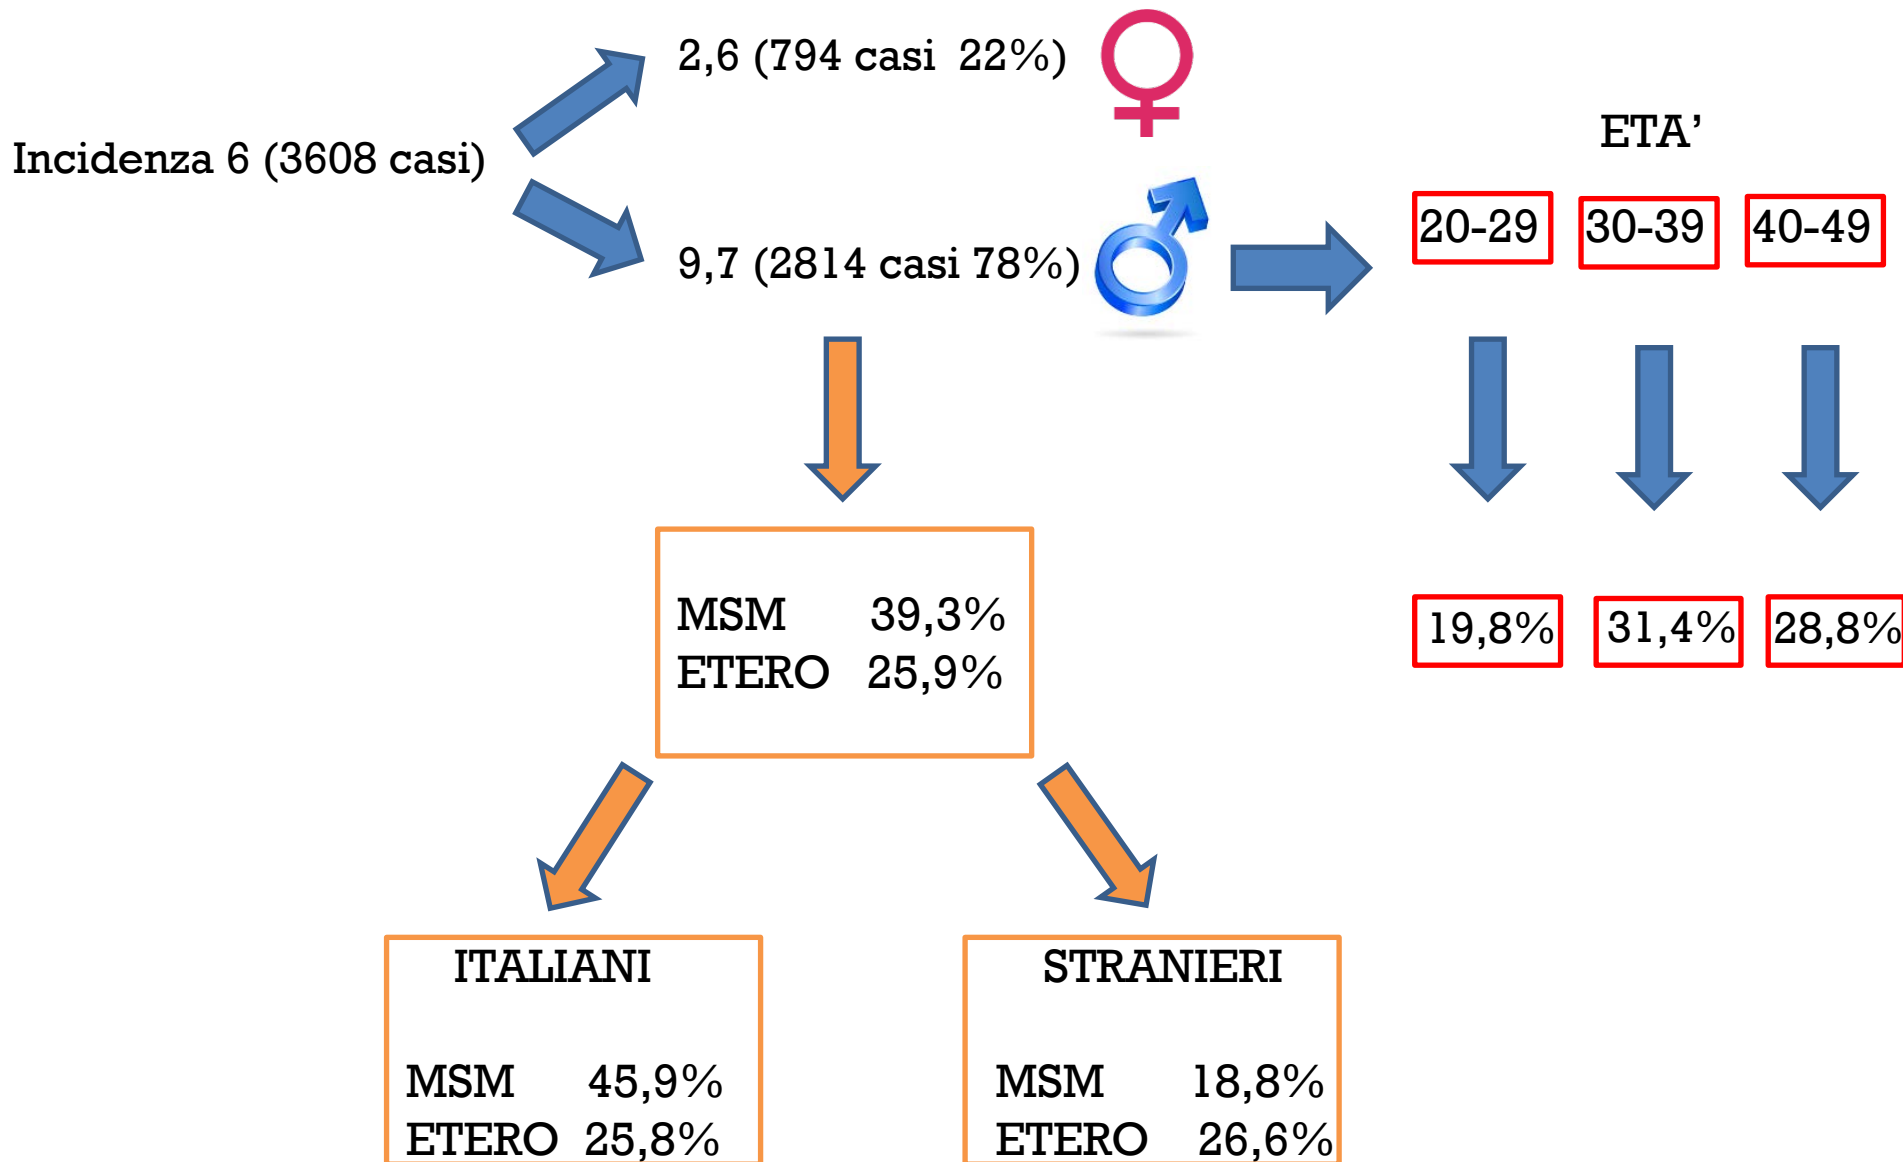 2,6 (794 casi 22%)
Incidenza 6 (3608 casi)
9,7 (2814 casi 78%)
ETA’
20-29 30-39 40-49
19,8% 31,4% 28,8%
MSM 39,3%
ETERO 25,9%
ITALIANI
MSM 45,9%
ETERO 25,8%
STRANIERI
MSM 18,8%
ETERO 26,6%